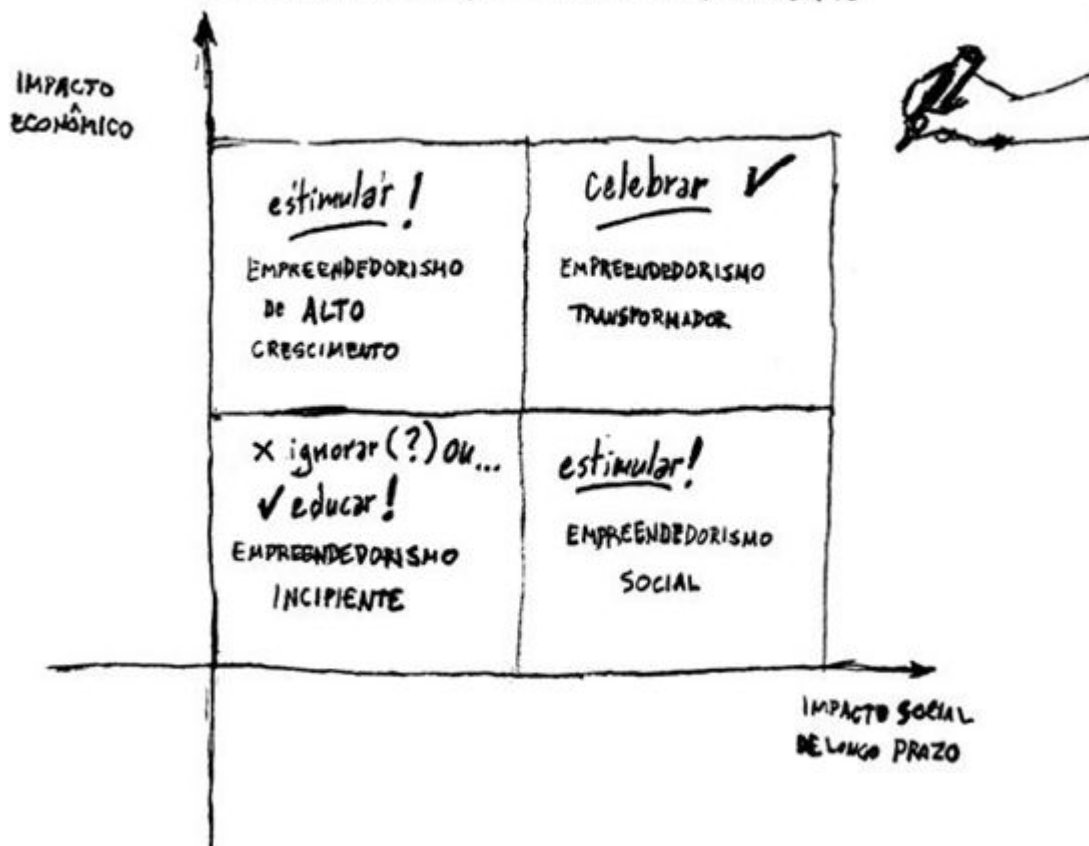 IMPACTO
ECONÔMICO
estimular!
EMPREENDEDORISMO
DE ALTO
CRESCIMENTO
celebrar ✓
EMPREENDEDORISMO
TRANSFORMADOR
× ignorar (?) ou...
✓ educar!
EMPREENDEDORISMO
INCIPIENTE
estimular!
EMPREENDEDORISMO
SOCIAL
IMPACTO SOCIAL
DE LONGO PRAZO